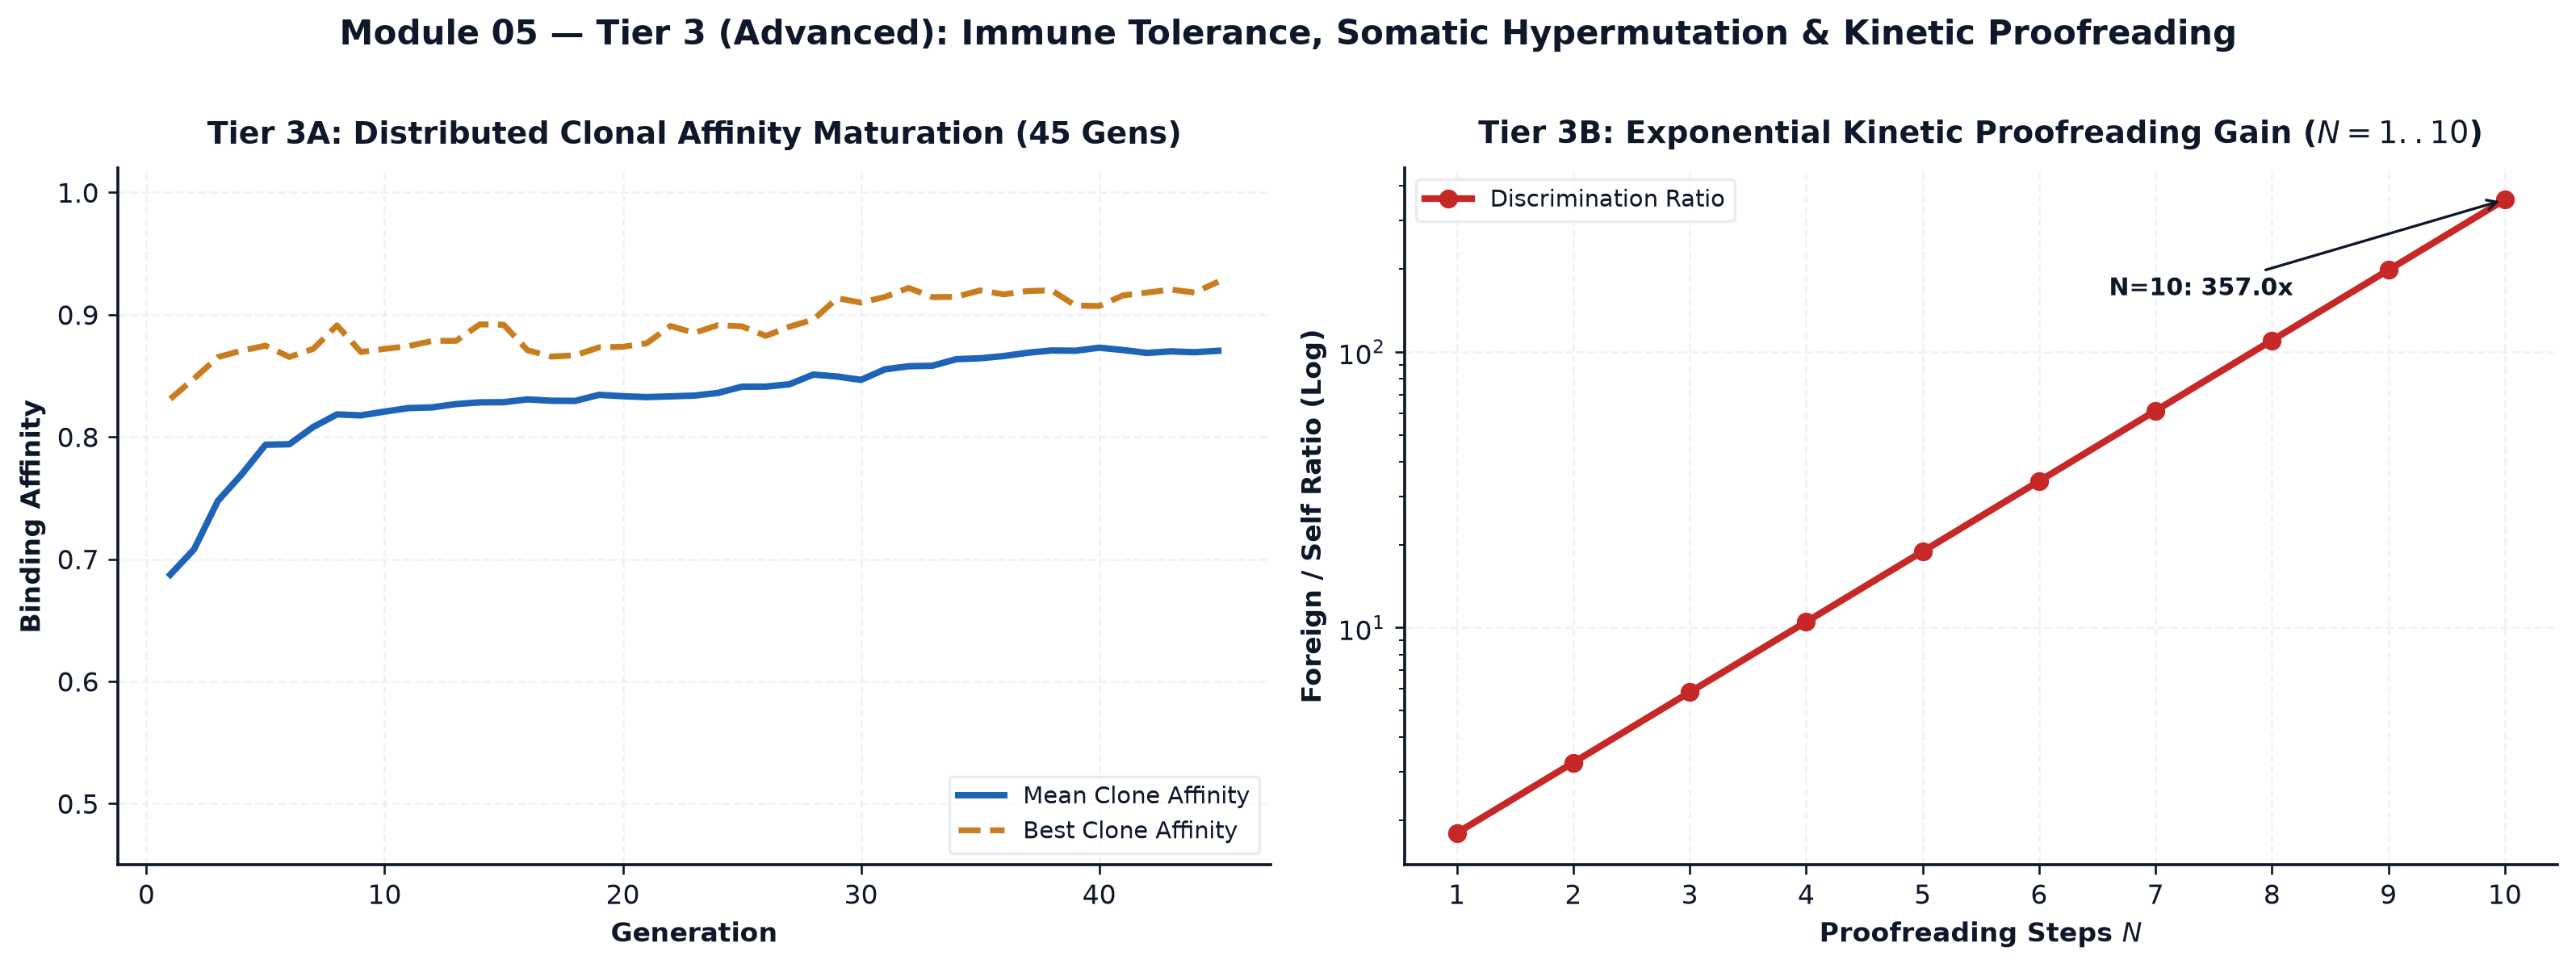 Module 05 — Tier 3 (Advanced): Immune Tolerance, Somatic Hypermutation & Kinetic Proofreading
Tier 3A: Distributed Clonal Affinity Maturation (45 Gens)
1.0
0.9
0.8
0.7
0.6
0.5
Binding Affinity
Mean Clone Affinity
Best Clone Affinity
0 10 20 30 40
Generation
Tier 3B: Exponential Kinetic Proofreading Gain (N = 1..10)
Discrimination Ratio
N=10: 357.0x
10²
10¹
Foreign / Self Ratio (Log)
1 2 3 4 5 6 7 8 9 10
Proofreading Steps N